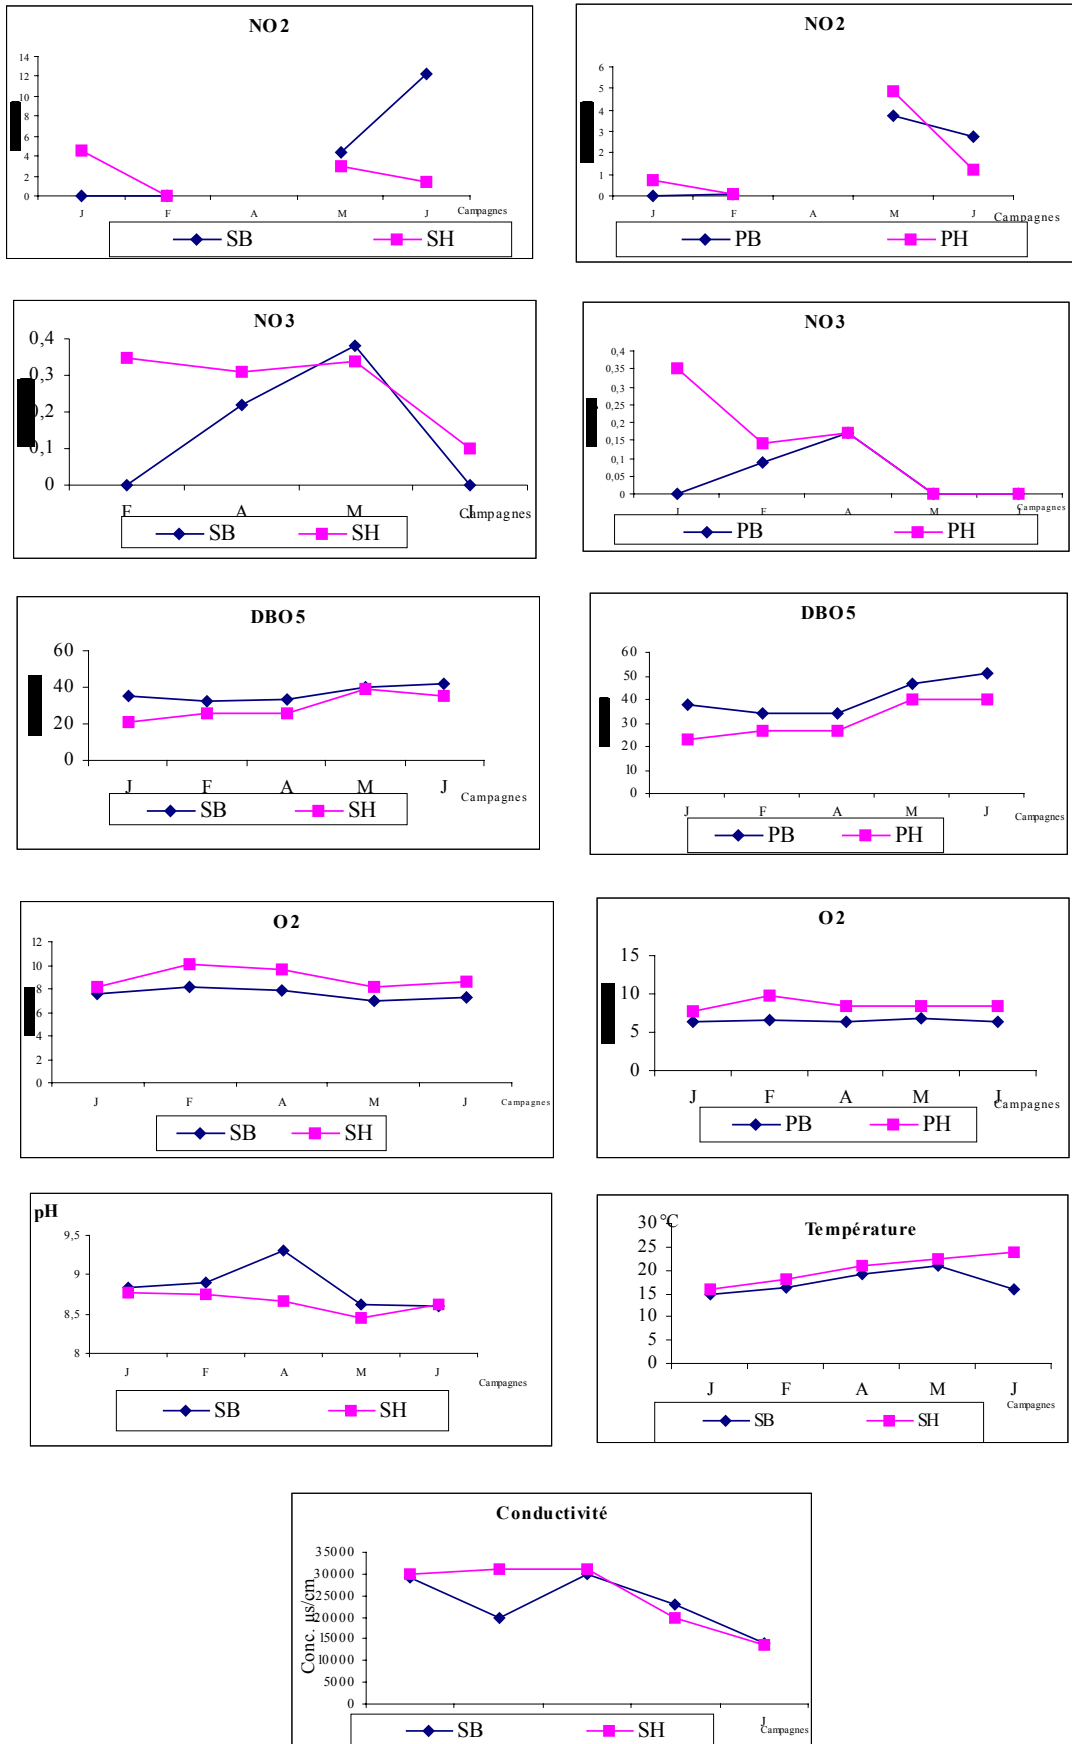 NO2
14
12
10
8
6
4
2
0
J F A M J Campagnes
SB SH
NO2
6
5
4
3
2
1
0
J F A M J Campagnes
PB PH
NO3
0,4
0,3
0,2
0,1
0
F A M J Campagnes
SB SH
NO3
0,4
0,35
0,3
0,25
0,2
0,15
0,1
0,05
0
J F A M J Campagnes
PB PH
DBO5
60
40
20
0
J F A M J Campagnes
SB SH
DBO5
60
50
40
30
20
10
0
J F A M J Campagnes
PB PH
O2
12
10
8
6
4
2
0
J F A M J Campagnes
SB SH
O2
15
10
5
0
J F A M J Campagnes
PB PH
pH
9,5
9
8,5
8
J F A M J Campagnes
SB SH
°C
Température
30
25
20
15
10
5
0
J F A M J Campagnes
SB SH
Conductivité
Conc. µs/cm
35000
30000
25000
20000
15000
10000
5000
0
J Campagnes
SB SH